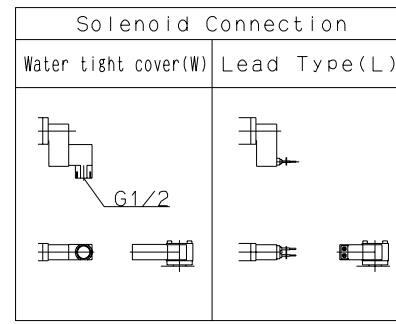 Solenoid Connection
Water tight cover(W)
Lead Type(L)
G1/2